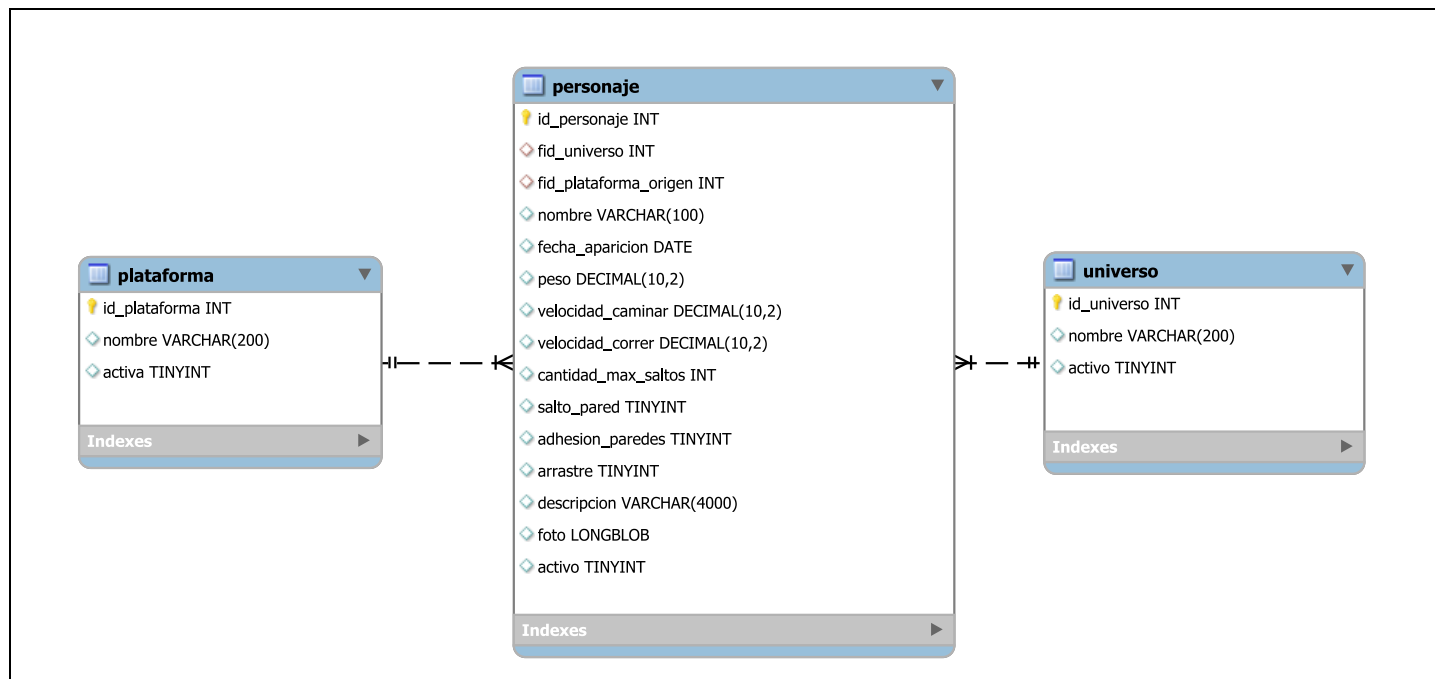 plataforma
id_plataforma INT
nombre VARCHAR(200)
activa TINYINT
Indexes
personaje
id_personaje INT
fid_universo INT
fid_plataforma_origen INT
nombre VARCHAR(100)
fecha_aparicion DATE
peso DECIMAL(10,2)
velocidad_caminar DECIMAL(10,2)
velocidad_correr DECIMAL(10,2)
cantidad_max_saltos INT
salto_pared TINYINT
adhesion_paredes TINYINT
arrastre TINYINT
descripcion VARCHAR(4000)
foto LONGBLOB
activo TINYINT
Indexes
universo
id_universo INT
nombre VARCHAR(200)
activo TINYINT
Indexes